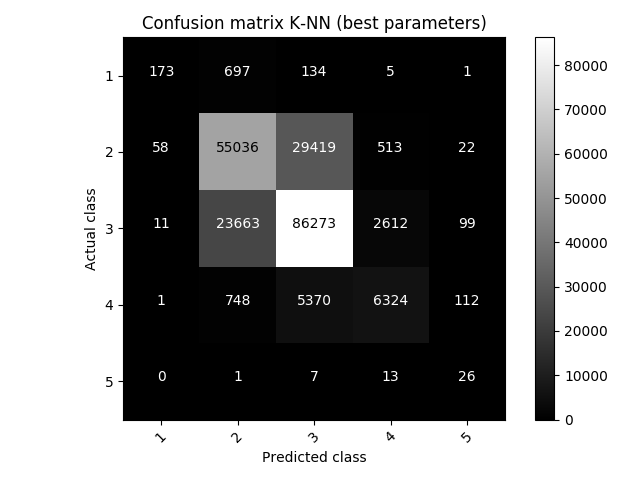 Confusion matrix K-NN (best parameters)
1 173 697 134 5 1
2 58 55036 29419 513 22
3 11 23663 86273 2612 99
4 1 748 5370 6324 112
5 0 1 7 13 26
1 2 3 4 5
Predicted class
Actual class
80000
70000
60000
50000
40000
30000
20000
10000
0